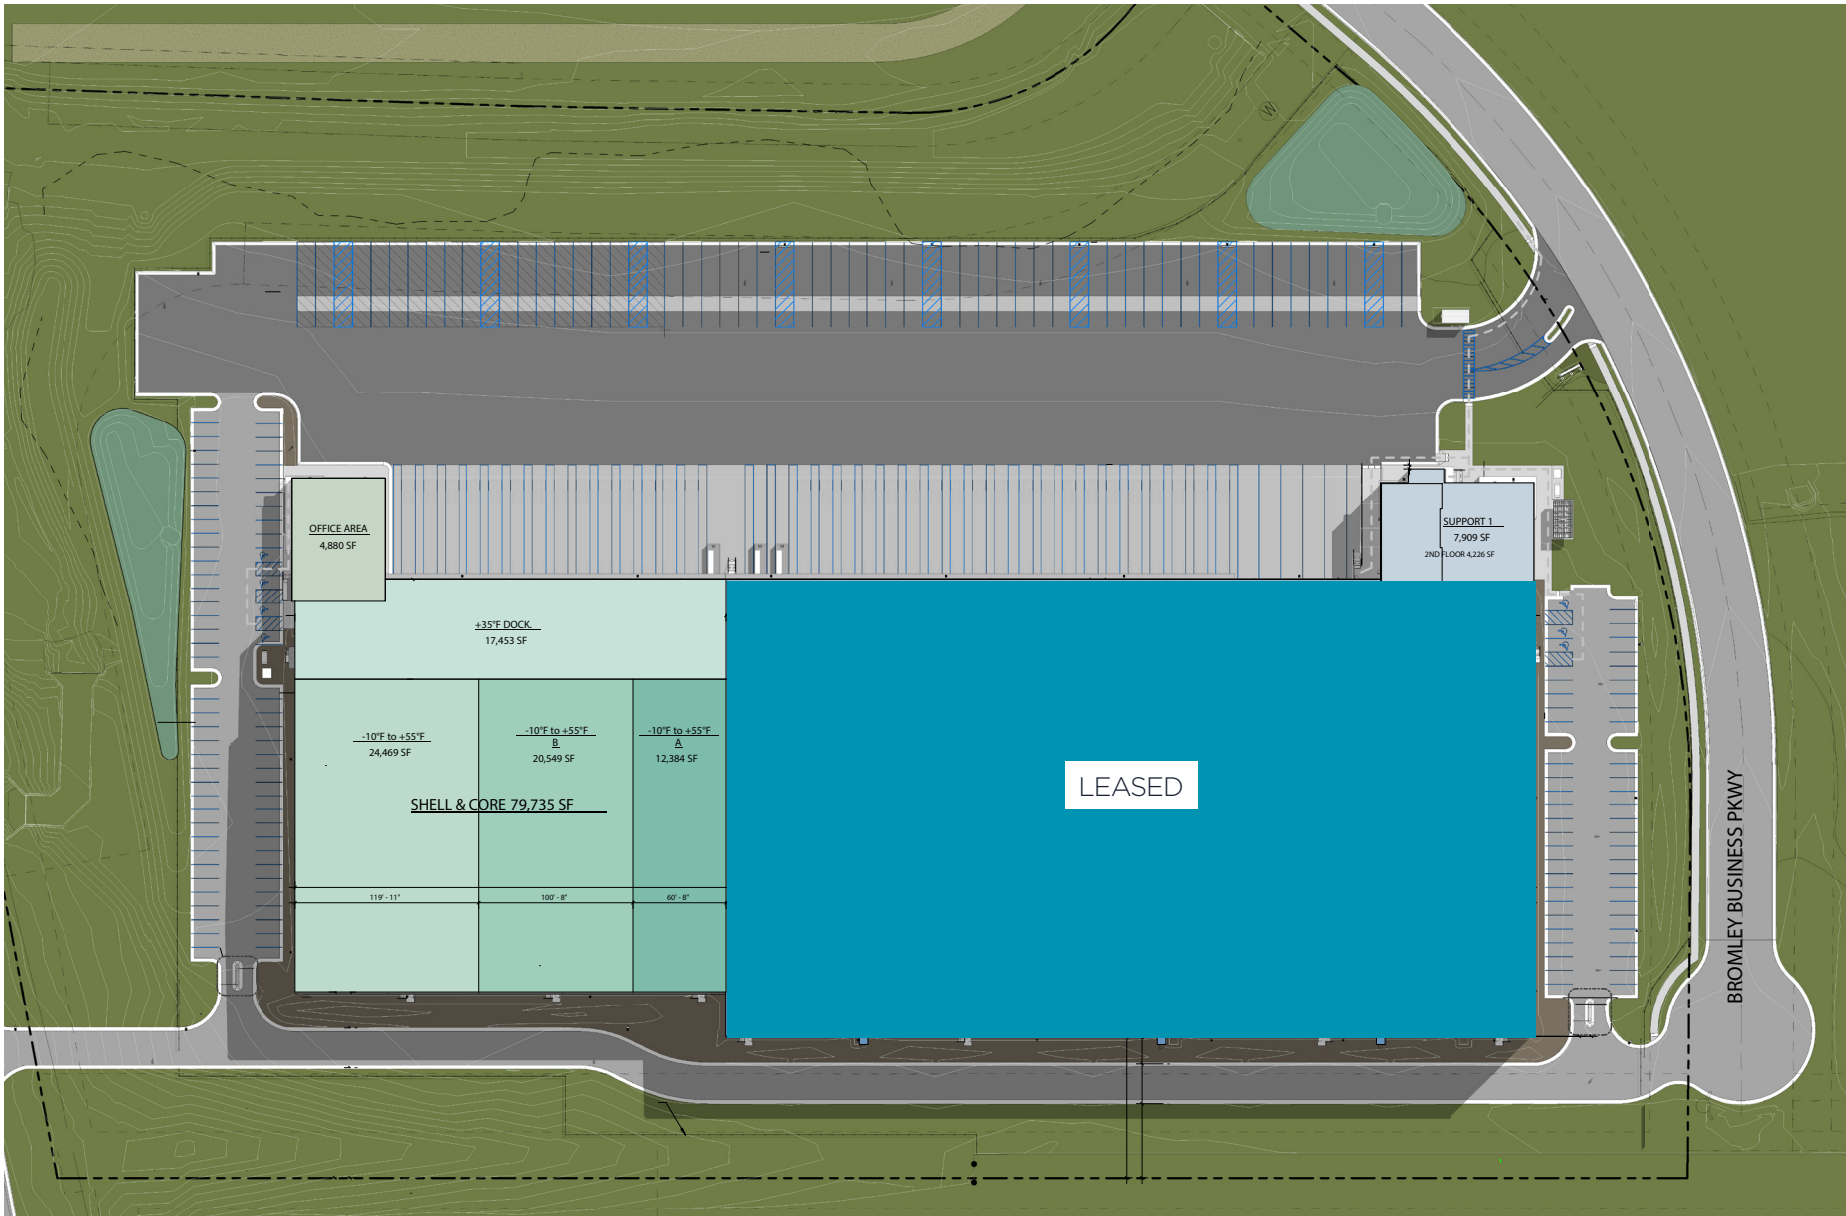 W
OFFICE AREA
4,880 SF
SUPPORT 1
7,909 SF
2ND FLOOR 4,226 SF
+35°F DOCK
17,453 SF
-10°F to +55°F
24,469 SF
-10°F to +55°F
B
20,549 SF
-10°F to +55°F
A
12,384 SF
SHELL & CORE 79,735 SF
LEASED
119' - 11"
100' - 8"
60' - 8"
BROMLEY BUSINESS PKWY